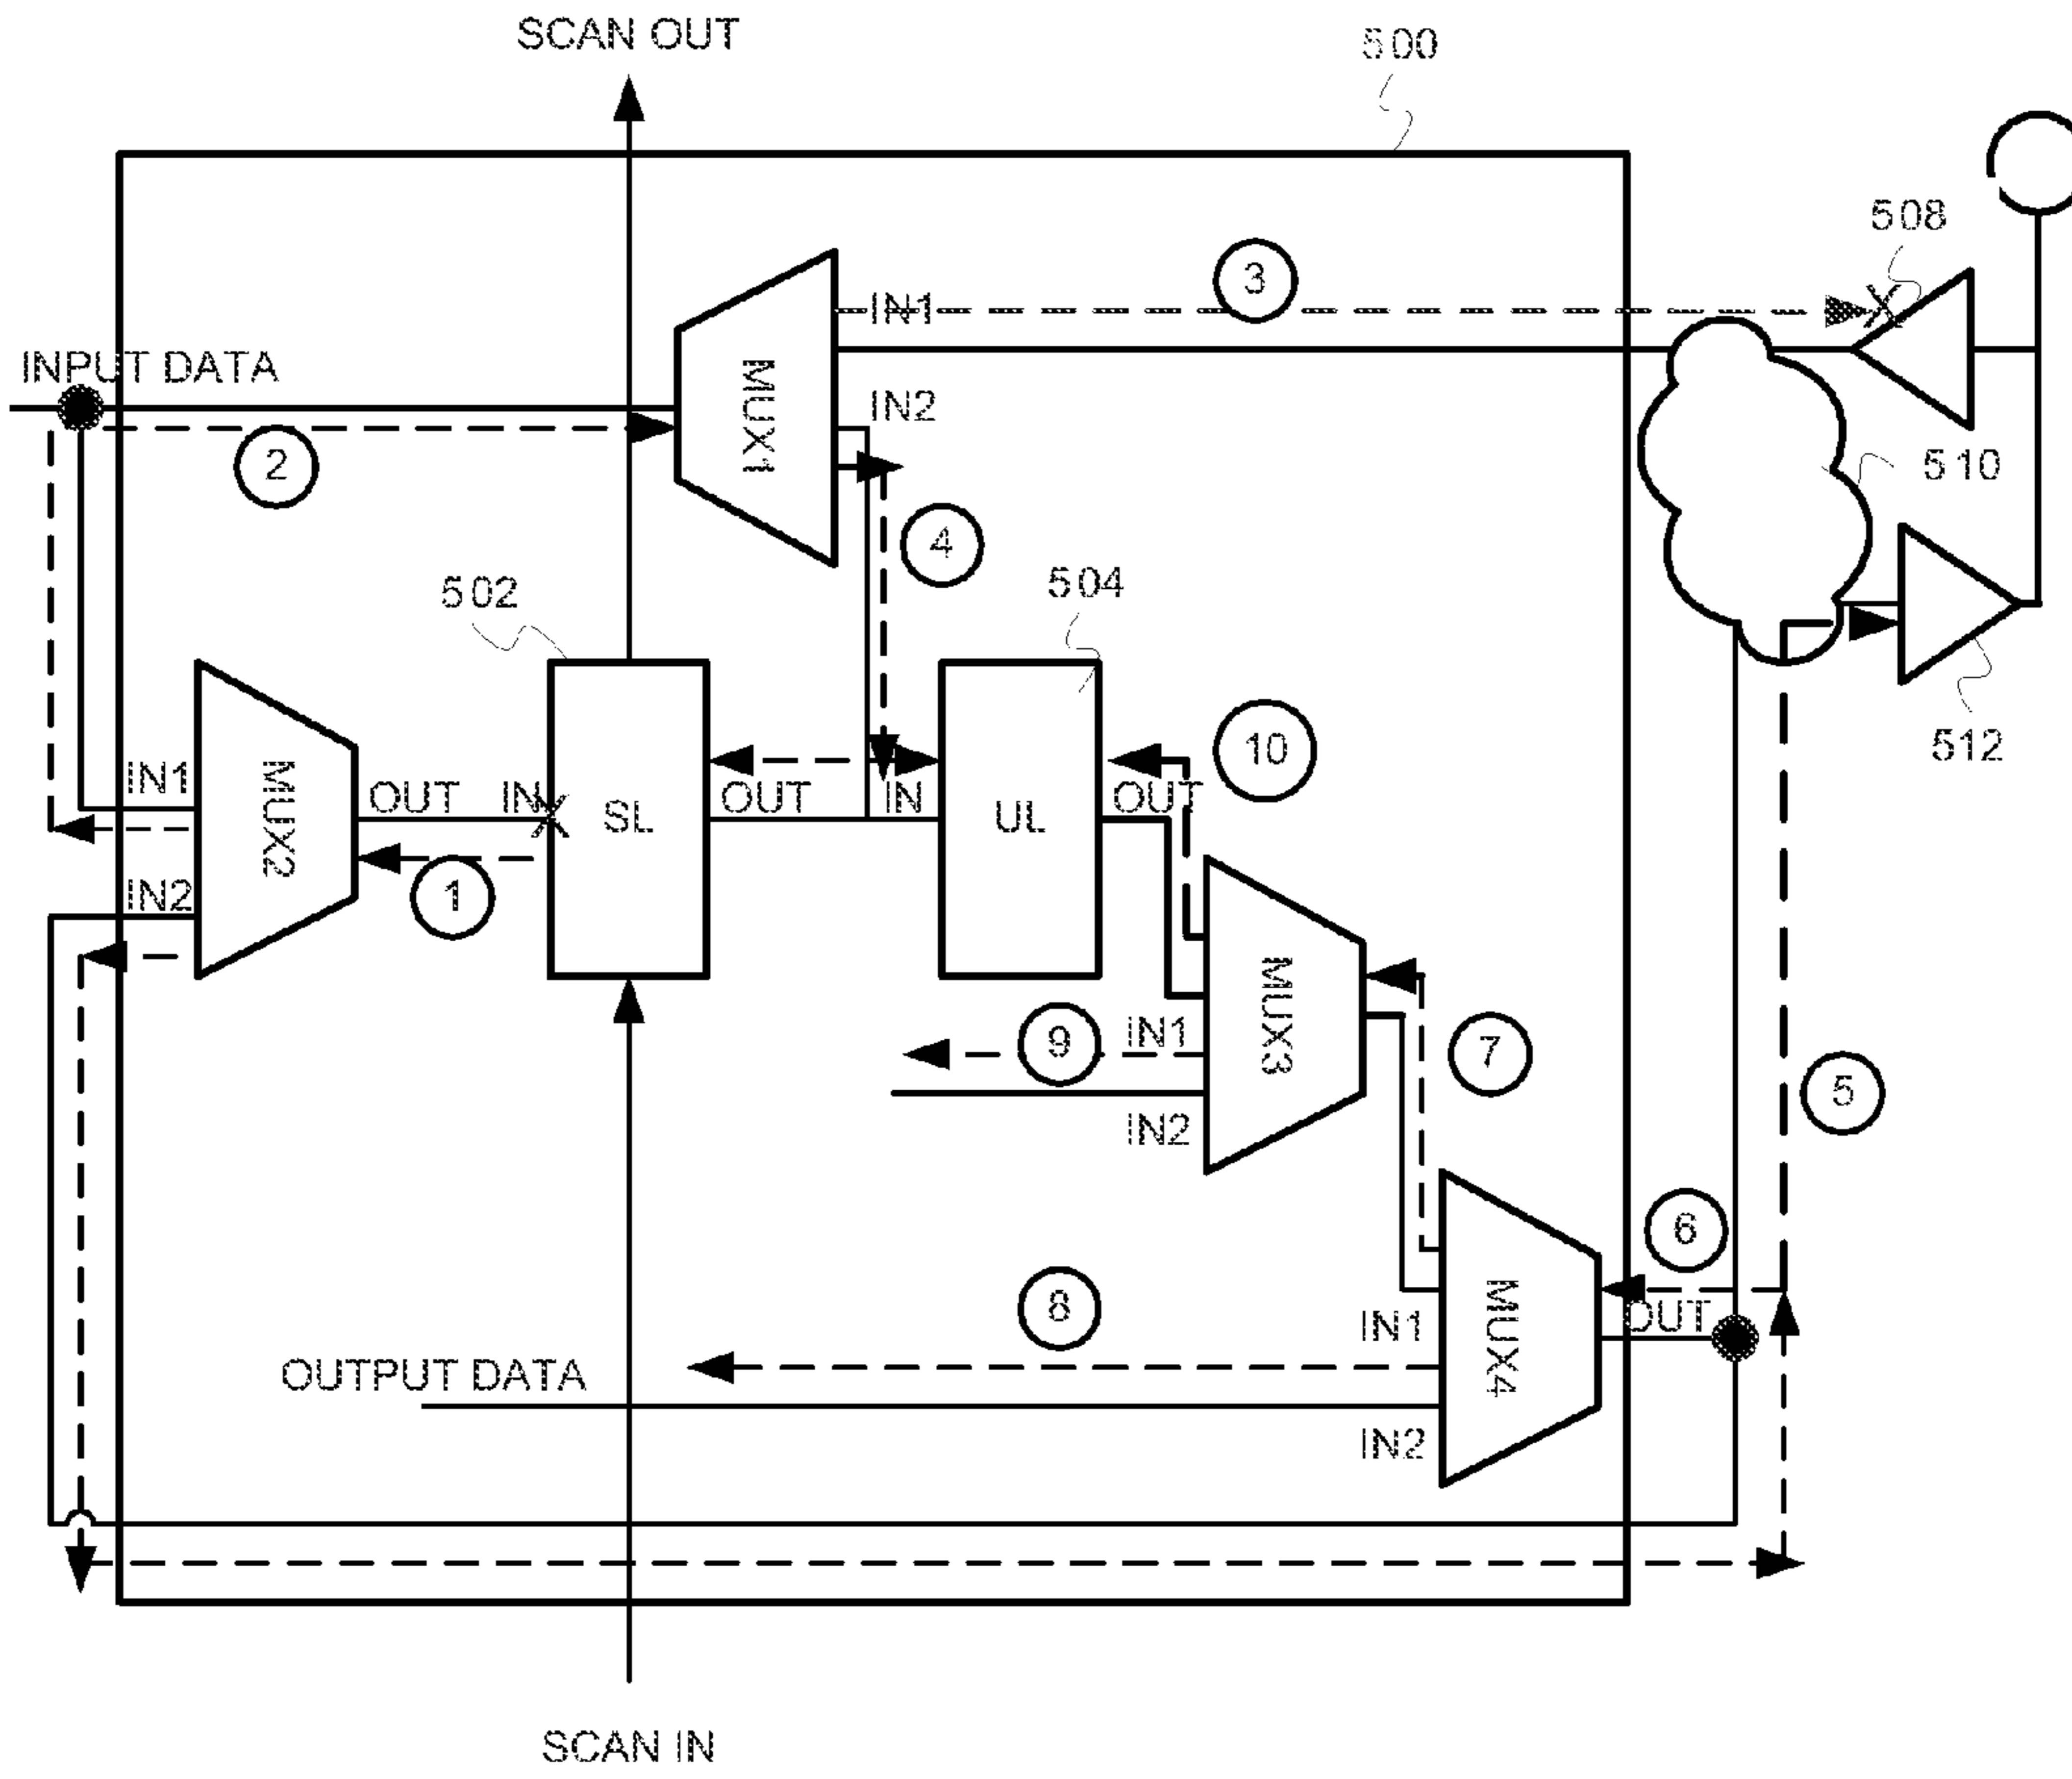 SCAN OUT
500
508
3
IN1
INPUT DATA
MUX1
IN2
2
510
4
502
504
512
10
IN1
MUX2
OUT
IN
SL
OUT
IN
UL
OUT
IN2
1
MUX3
9
IN1
7
5
IN2
6
8
OUT
IN1
MUX4
OUTPUT DATA
IN2
SCAN IN